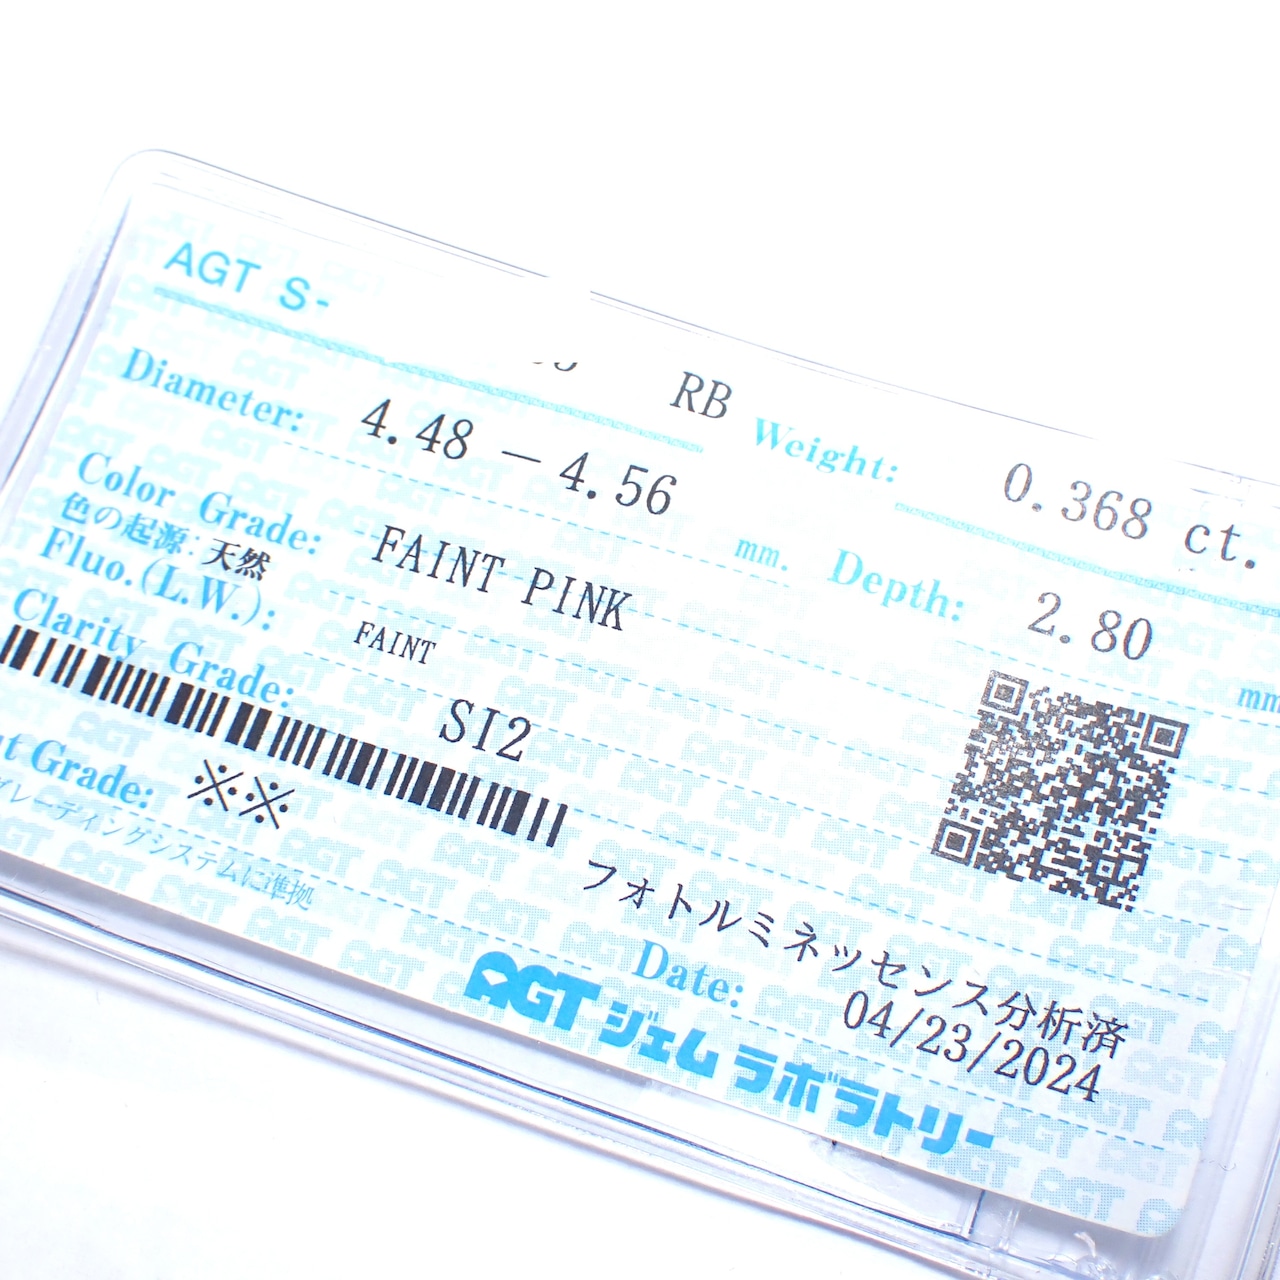 AGT S-
RB Weight: 0.368 ct.
Diameter: 4.48 － 4.56 mm. Depth: 2.80 mm
Color Grade: FAINT PINK
色の起源: 天然
Fluo.(L.W.): FAINT
Clarity Grade: SI2
t Grade: ※※
グレーディングシステムに準拠
フォトルミネッセンス分析済
Date: 04/23/2024
AGT ジェム ラボラトリー